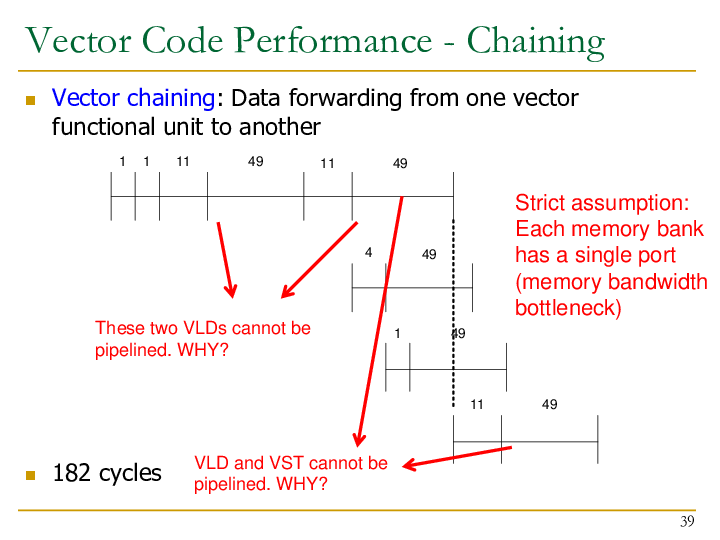 Vector Code Performance - Chaining
Vector chaining: Data forwarding from one vector
functional unit to another
1 1 11 49 11 49
Strict assumption:
Each memory bank
has a single port
(memory bandwidth
bottleneck)
4 49
These two VLDs cannot be
pipelined. WHY?
1 49
11 49
VLD and VST cannot be
pipelined. WHY?
182 cycles
39